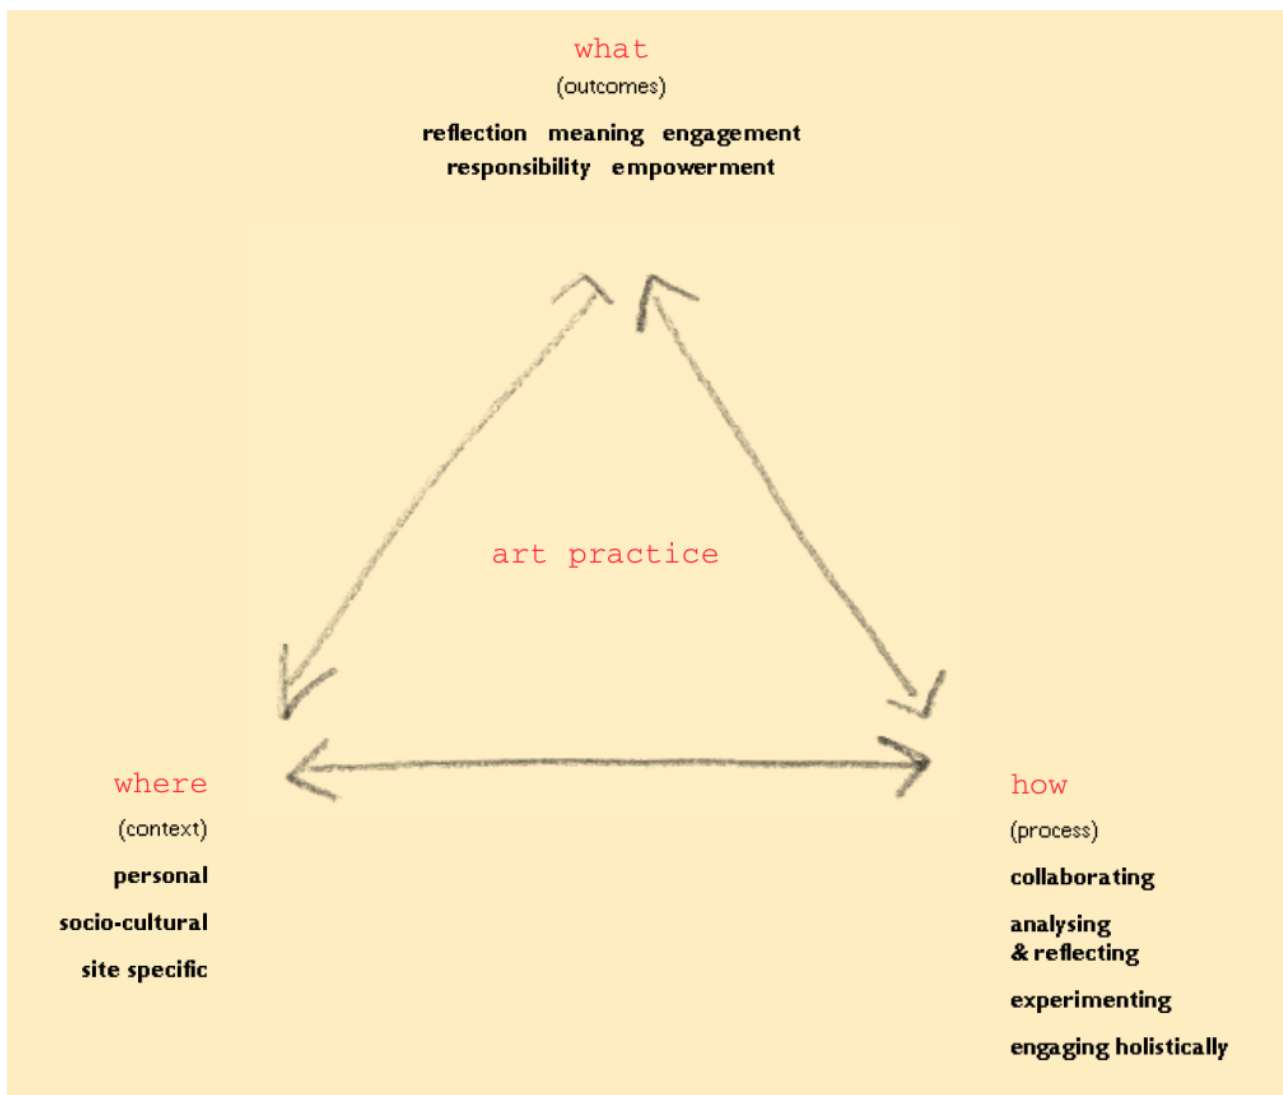 what
(outcomes)
reflection meaning engagement
responsibility empowerment
art practice
where
(context)
personal
socio-cultural
site specific
how
(process)
collaborating
analysing
& reflecting
experimenting
engaging holistically